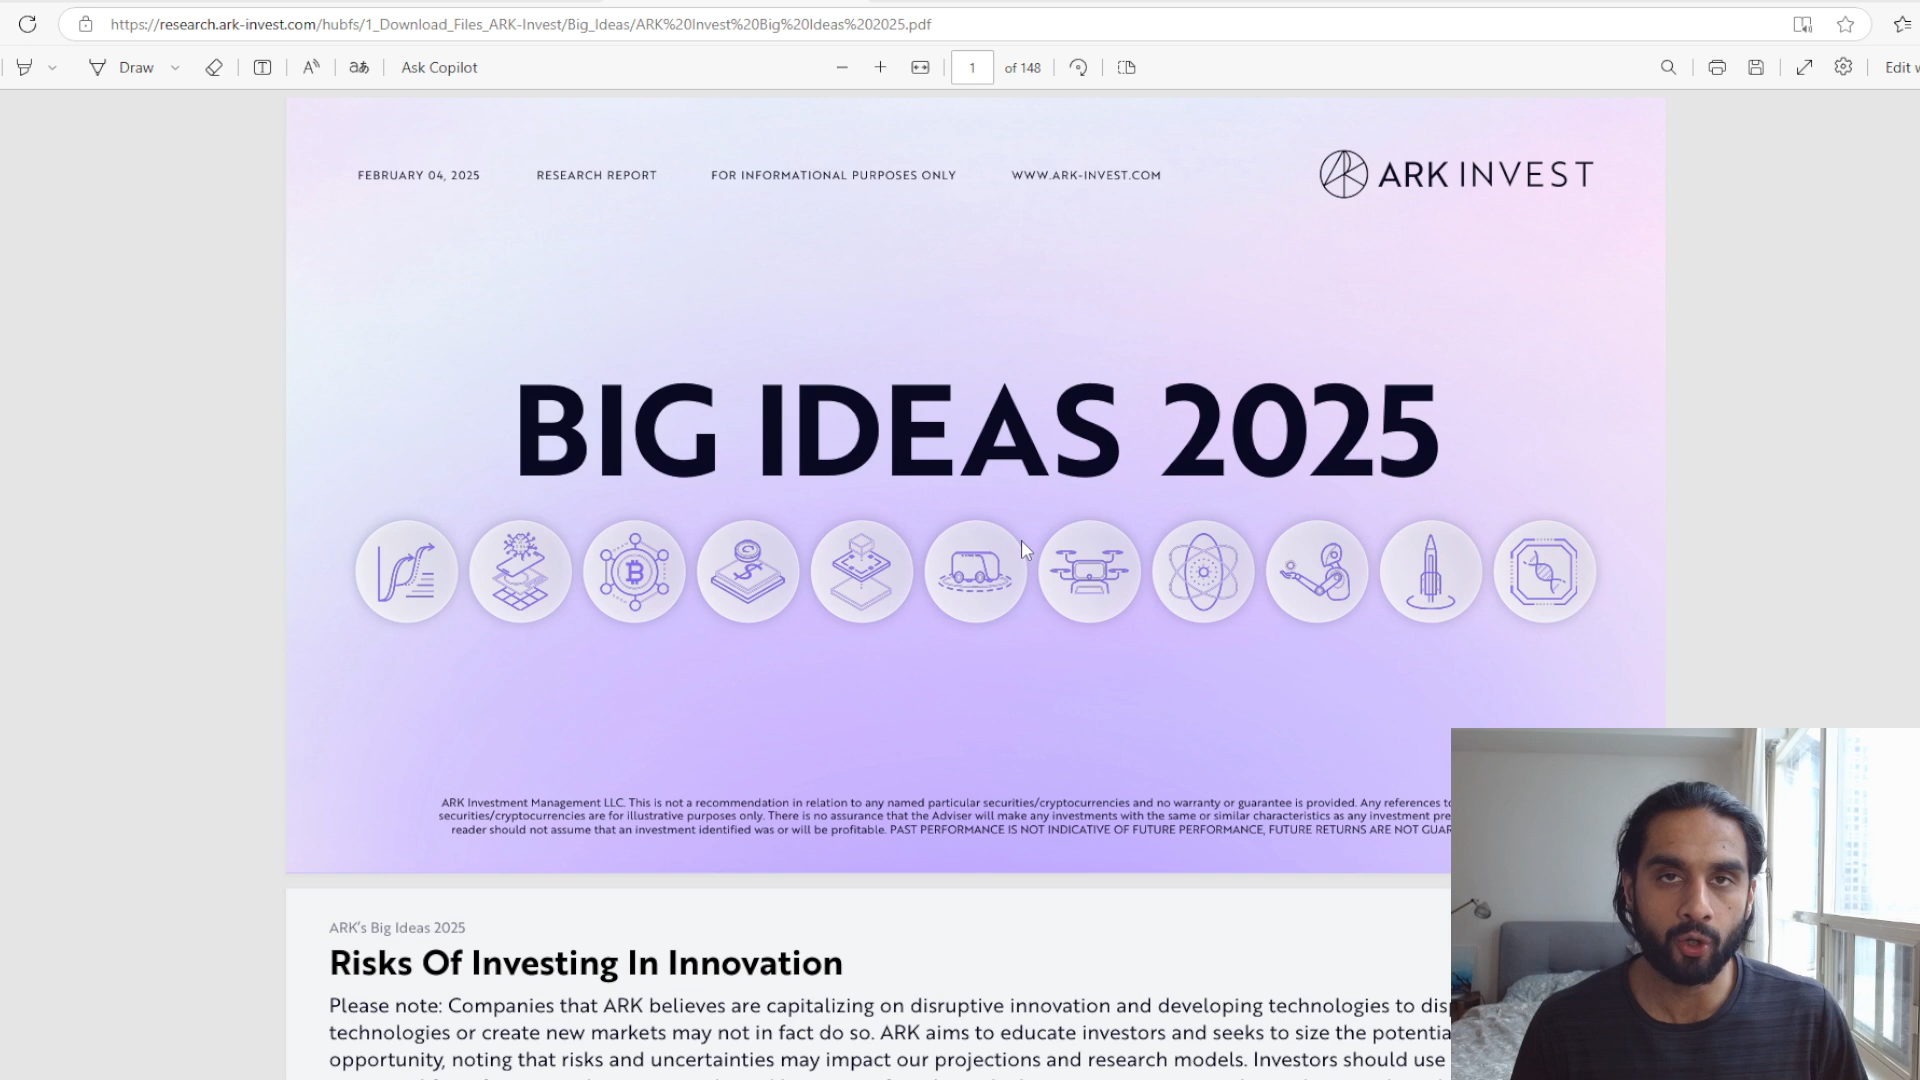 https://research.ark-invest.com/hubfs/1_Download_Files_ARK-Invest/Big_Ideas/ARK%20Invest%20Big%20Ideas%202025.pdf
Draw
Ask Copilot
1 of 148
Edit
FEBRUARY 04, 2025 RESEARCH REPORT FOR INFORMATIONAL PURPOSES ONLY WWW.ARK-INVEST.COM
ARK INVEST
BIG IDEAS 2025
ARK Investment Management LLC. This is not a recommendation in relation to any named particular securities/cryptocurrencies and no warranty or guarantee is provided. Any references to
securities/cryptocurrencies are for illustrative purposes only. There is no assurance that the Adviser will make any investments with the same or similar characteristics as any investment pre
reader should not assume that an investment identified was or will be profitable. PAST PERFORMANCE IS NOT INDICATIVE OF FUTURE PERFORMANCE, FUTURE RETURNS ARE NOT GUAR
ARK's Big Ideas 2025
Risks Of Investing In Innovation
Please note: Companies that ARK believes are capitalizing on disruptive innovation and developing technologies to dis
technologies or create new markets may not in fact do so. ARK aims to educate investors and seeks to size the potentia
opportunity, noting that risks and uncertainties may impact our projections and research models. Investors should use